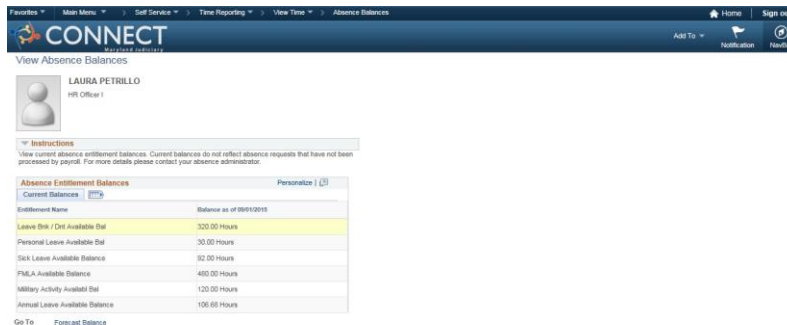 Favorites Main Menu > Self Service > Time Reporting > View Time > Absence Balances Home Sign ou
CONNECT Add To Notification NavB
Maryland Judiciary
View Absence Balances
LAURA PETRILLO
HR Officer I
Instructions
View current absence entitlement balances. Current balances do not reflect absence requests that have not been
processed by payroll. For more details please contact your absence administrator.
Absence Entitlement Balances Personalize |
Current Balances
Entitlement Name Balance as of 09/01/2015
Leave Bnk / Dnt Available Bal 320.00 Hours
Personal Leave Available Bal 30.00 Hours
Sick Leave Available Balance 92.00 Hours
FMLA Available Balance 480.00 Hours
Military Activity Availabl Bal 120.00 Hours
Annual Leave Available Balance 106.66 Hours
Go To Forecast Balance